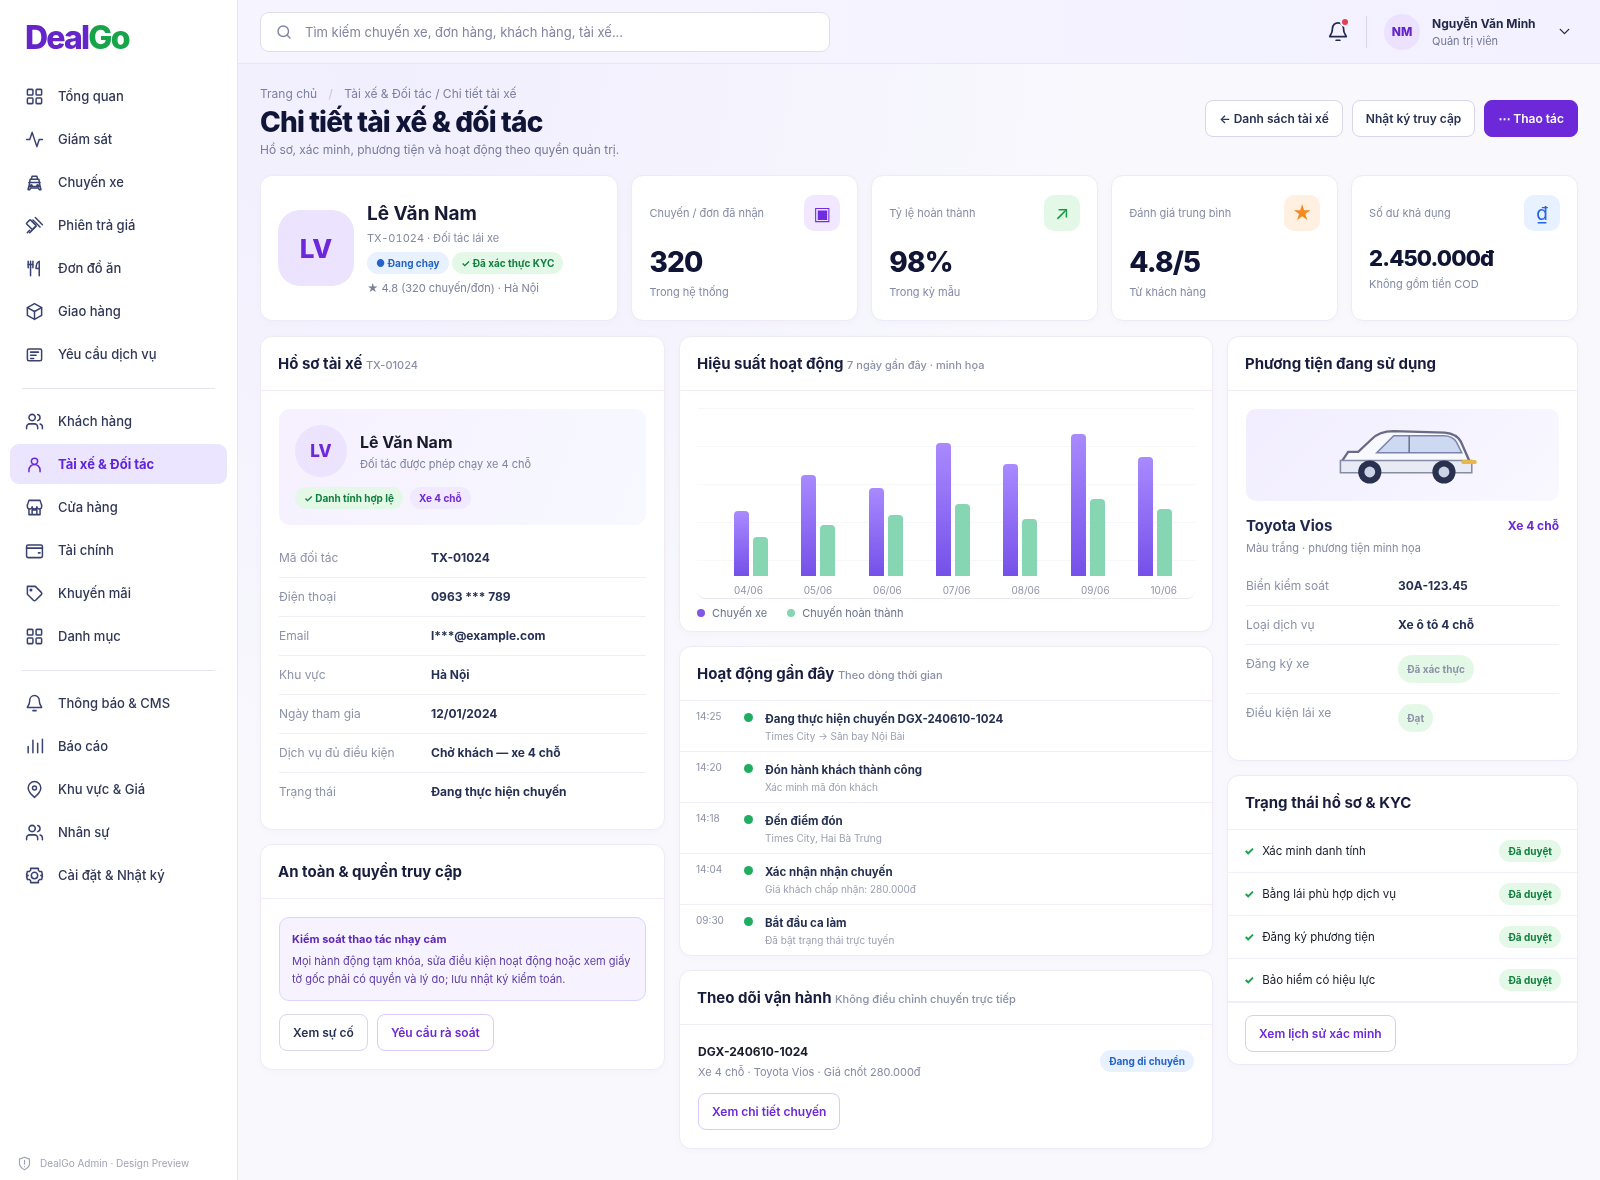 DealGo
Tìm kiếm chuyến xe, đơn hàng, khách hàng, tài xế...
NM
Nguyễn Văn Minh
Quản trị viên
Tổng quan
Giám sát
Chuyến xe
Phiên trả giá
Đơn đồ ăn
Giao hàng
Yêu cầu dịch vụ
Khách hàng
Tài xế & Đối tác
Cửa hàng
Tài chính
Khuyến mãi
Danh mục
Thông báo & CMS
Báo cáo
Khu vực & Giá
Nhân sự
Cài đặt & Nhật ký
DealGo Admin · Design Preview
Trang chủ / Tài xế & Đối tác / Chi tiết tài xế
Chi tiết tài xế & đối tác
Hồ sơ, xác minh, phương tiện và hoạt động theo quyền quản trị.
← Danh sách tài xế
Nhật ký truy cập
··· Thao tác
LV
Lê Văn Nam
TX-01024 · Đối tác lái xe
● Đang chạy
✓ Đã xác thực KYC
★ 4.8 (320 chuyến/đơn) · Hà Nội
Chuyến / đơn đã nhận
320
Trong hệ thống
Tỷ lệ hoàn thành
98%
Trong kỳ mẫu
Đánh giá trung bình
4.8/5
Từ khách hàng
Số dư khả dụng
₫
2.450.000đ
Không gồm tiền COD
Hồ sơ tài xế TX-01024
LV
Lê Văn Nam
Đối tác được phép chạy xe 4 chỗ
✓ Danh tính hợp lệ
Xe 4 chỗ
Mã đối tác TX-01024
Điện thoại 0963 *** 789
Email l***@example.com
Khu vực Hà Nội
Ngày tham gia 12/01/2024
Dịch vụ đủ điều kiện Chở khách — xe 4 chỗ
Trạng thái Đang thực hiện chuyến
An toàn & quyền truy cập
Kiểm soát thao tác nhạy cảm
Mọi hành động tạm khóa, sửa điều kiện hoạt động hoặc xem giấy
tờ gốc phải có quyền và lý do; lưu nhật ký kiểm toán.
Xem sự cố
Yêu cầu rà soát
Hiệu suất hoạt động 7 ngày gần đây · minh họa
04/06 05/06 06/06 07/06 08/06 09/06 10/06
Chuyến xe
Chuyến hoàn thành
Hoạt động gần đây Theo dòng thời gian
14:25 Đang thực hiện chuyến DGX-240610-1024
Times City → Sân bay Nội Bài
14:20 Đón hành khách thành công
Xác minh mã đón khách
14:18 Đến điểm đón
Times City, Hai Bà Trưng
14:04 Xác nhận nhận chuyến
Giá khách chấp nhận: 280.000đ
09:30 Bắt đầu ca làm
Đã bật trạng thái trực tuyến
Theo dõi vận hành Không điều chỉnh chuyến trực tiếp
DGX-240610-1024
Xe 4 chỗ · Toyota Vios · Giá chốt 280.000đ
Đang di chuyển
Xem chi tiết chuyến
Phương tiện đang sử dụng
Toyota Vios
Xe 4 chỗ
Màu trắng · phương tiện minh họa
Biển kiểm soát 30A-123.45
Loại dịch vụ Xe ô tô 4 chỗ
Đăng ký xe Đã xác thực
Điều kiện lái xe Đạt
Trạng thái hồ sơ & KYC
✓ Xác minh danh tính Đã duyệt
✓ Bằng lái phù hợp dịch vụ Đã duyệt
✓ Đăng ký phương tiện Đã duyệt
✓ Bảo hiểm có hiệu lực Đã duyệt
Xem lịch sử xác minh